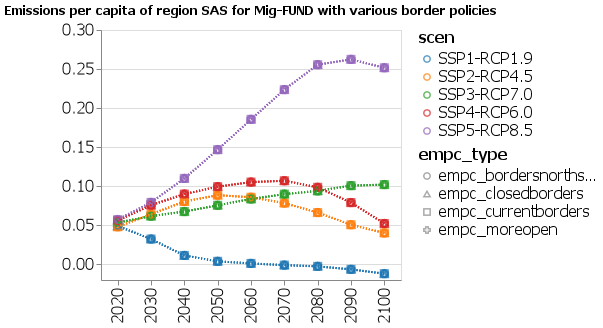 Emissions per capita of region SAS for Mig-FUND with various border policies
0.30
0.25
0.20
0.15
0.10
0.05
0.00
2020
2030
2040
2050
2060
2070
2080
2090
2100
scen
SSP1-RCP1.9
SSP2-RCP4.5
SSP3-RCP7.0
SSP4-RCP6.0
SSP5-RCP8.5
empc_type
empc_bordersnorths...
empc_closedborders
empc_currentborders
empc_moreopen